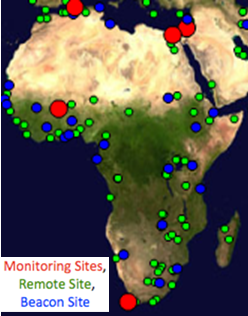 Monitoring Sites,
Remote Site,
Beacon Site